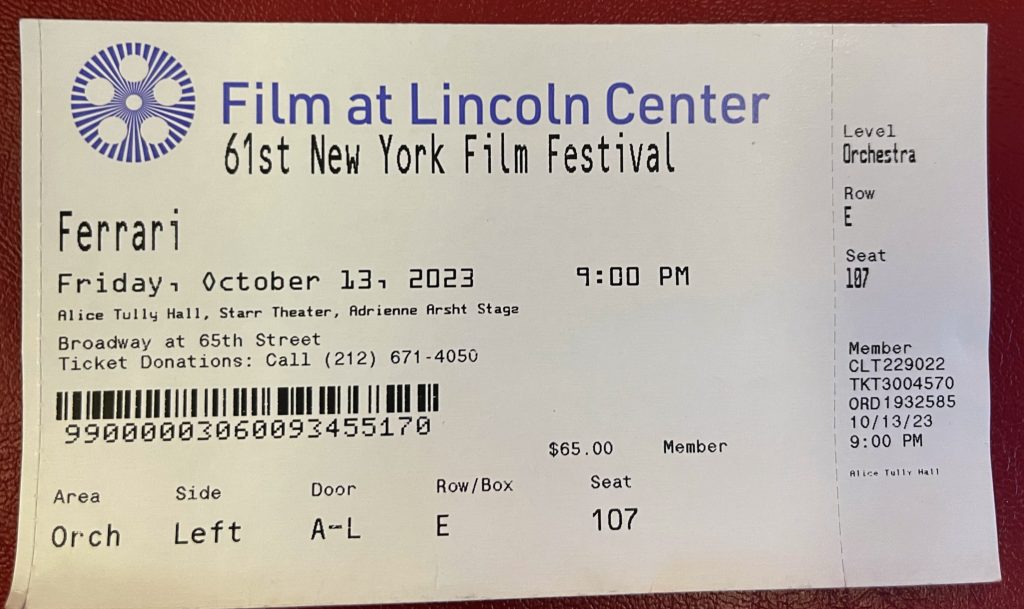 Film at Lincoln Center
61st New York Film Festival
Ferrari
Friday, October 13, 2023 9:00 PM
Alice Tully Hall, Starr Theater, Adrienne Arsht Stage
Broadway at 65th Street
Ticket Donations: Call (212) 671-4050
99000003060093455170
$65.00 Member
Area Side Door Row/Box Seat
Orch Left A-L E 107
Level
Orchestra
Row
E
Seat
107
Member
CLT229022
TKT3004570
ORD1932585
10/13/23
9:00 PM
Alice Tully Hall